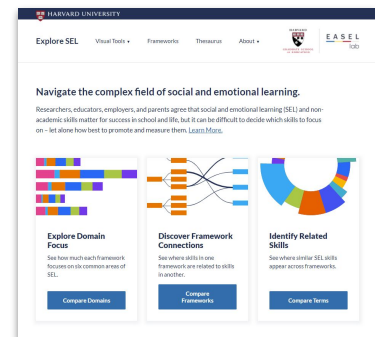 HARVARD UNIVERSITY
Explore SEL
Visual Tools ▾
Frameworks
Thesaurus
About ▾
HARVARD
EASEL
lab
Navigate the complex field of social and emotional learning.
Researchers, educators, employers, and parents agree that social and emotional learning (SEL) and non-
academic skills matter for success in school and life, but it can be difficult to decide which skills to focus
on – let alone how best to promote and measure them. Learn More.
Explore Domain
Focus
See how much each framework
focuses on six common areas of
SEL.
Compare Domains
Discover Framework
Connections
See where skills in one
framework are related to skills
in another.
Compare
Frameworks
Identify Related
Skills
See where similar SEL skills
appear across frameworks.
Compare Terms